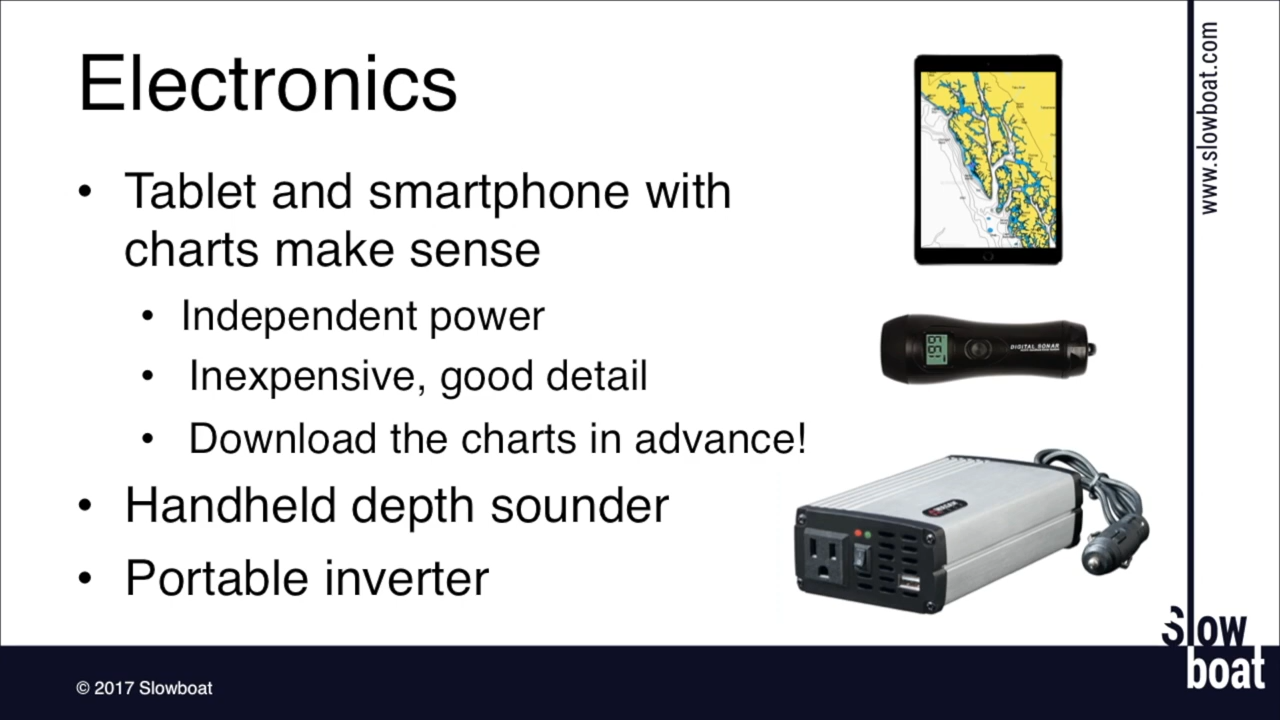 Electronics
• Tablet and smartphone with
charts make sense
• Independent power
• Inexpensive, good detail
• Download the charts in advance!
• Handheld depth sounder
• Portable inverter
DIGITAL SONAR
www.slowboat.com
© 2017 Slowboat
Slow
boat